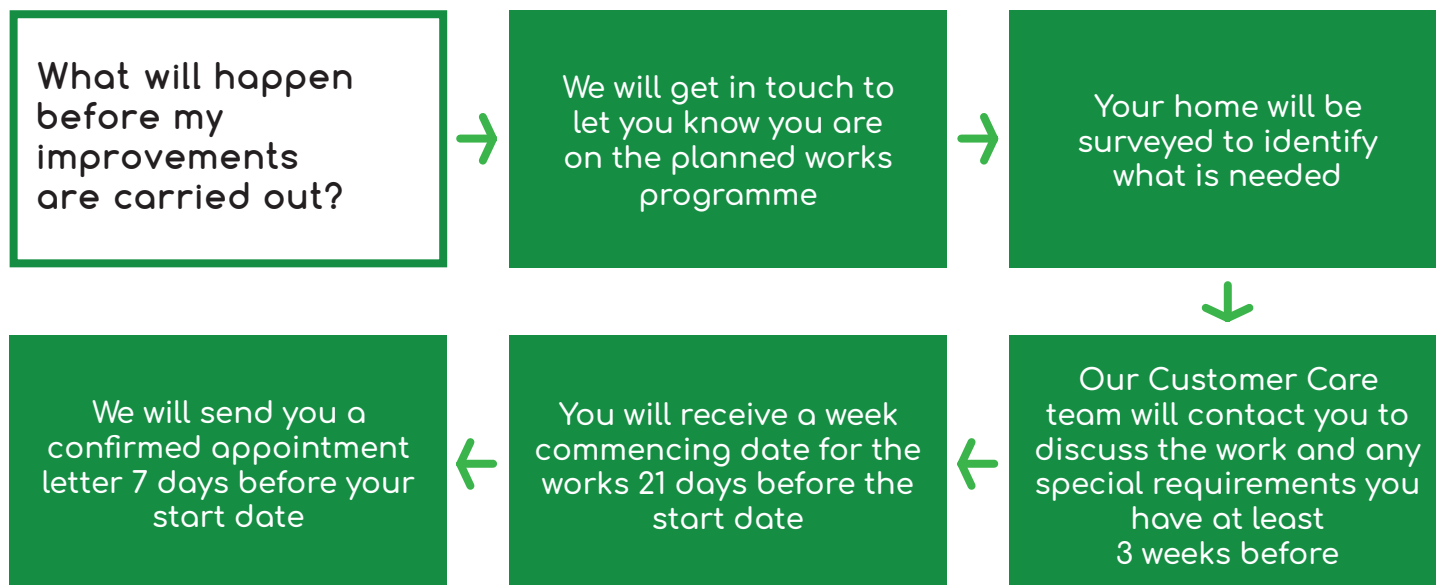 What will happen
before my
improvements
are carried out?
We will get in touch to
let you know you are
on the planned works
programme
Your home will be
surveyed to identify
what is needed
Our Customer Care
team will contact you to
discuss the work and any
special requirements you
have at least
3 weeks before
You will receive a week
commencing date for the
works 21 days before the
start date
We will send you a
confirmed appointment
letter 7 days before your
start date